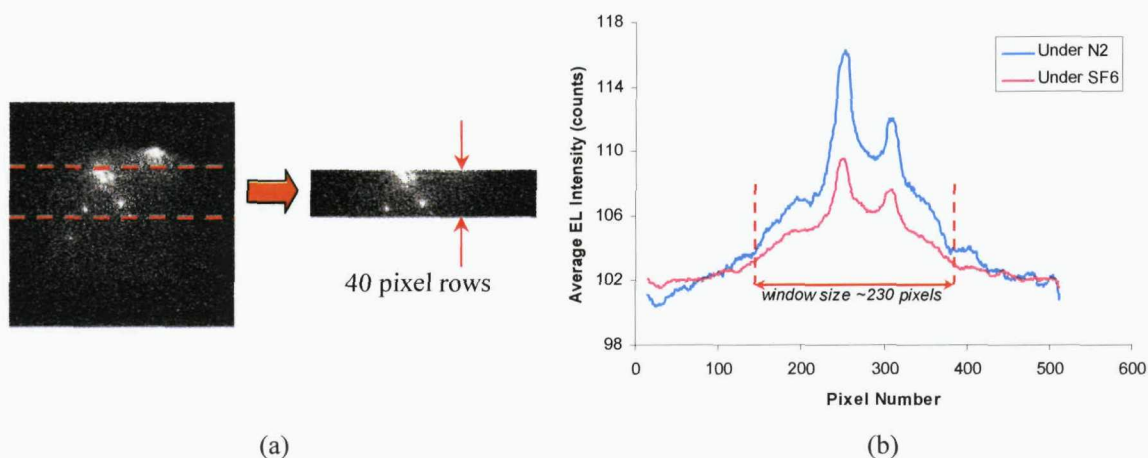 40 pixel rows
(a)
Average EL Intensity (counts)
118
114
110
106
102
98
Under N2
Under SF6
window size ~230 pixels
0 100 200 300 400 500 600
Pixel Number
(b)